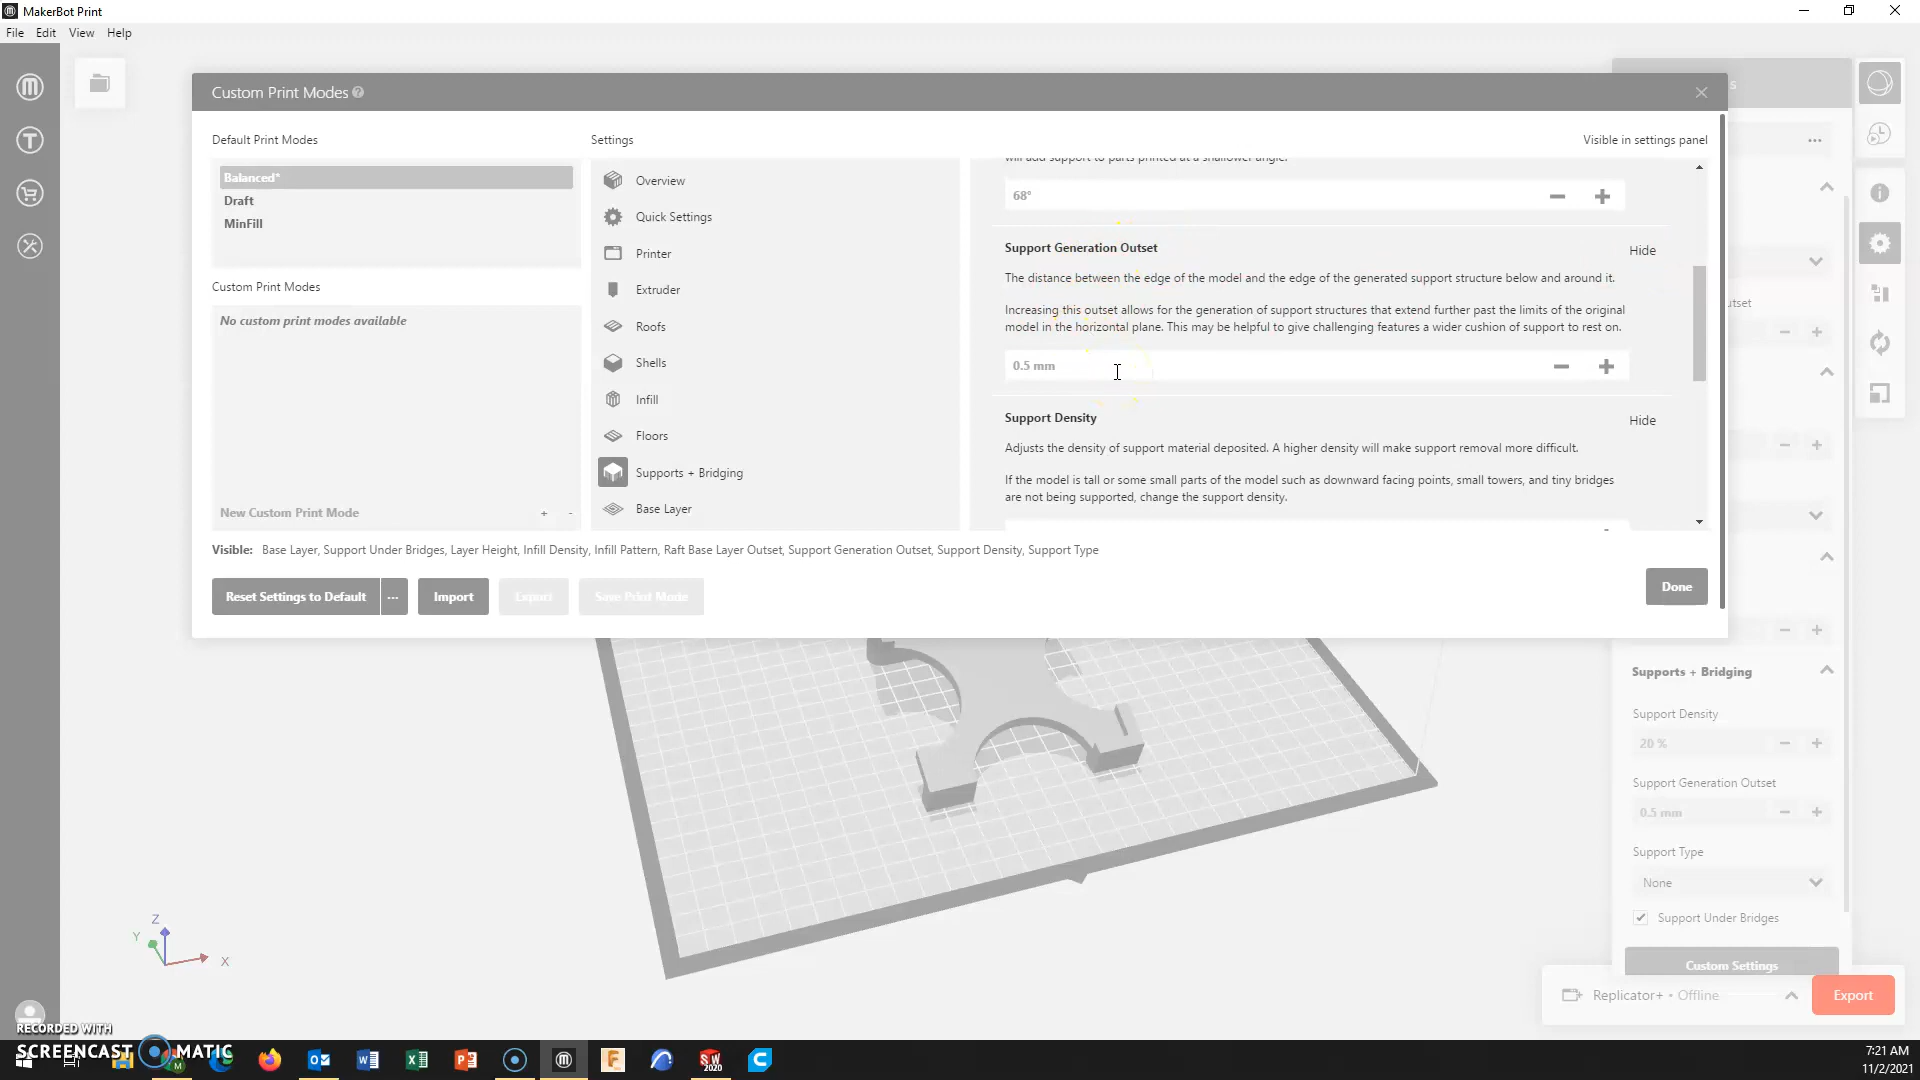 MakerBot Print
File Edit View Help
Custom Print Modes
Default Print Modes
Settings
Visible in settings panel
Balanced*
Draft
MinFill
Custom Print Modes
No custom print modes available
New Custom Print Mode + -
Overview
Quick Settings
Printer
Extruder
Roofs
Shells
Infill
Floors
Supports + Bridging
Base Layer
will add support to parts printed at a shallower angle.
68°
Support Generation Outset
Hide
The distance between the edge of the model and the edge of the generated support structure below and around it.
Increasing this outset allows for the generation of support structures that extend further past the limits of the original
model in the horizontal plane. This may be helpful to give challenging features a wider cushion of support to rest on.
0.5 mm
Support Density
Hide
Adjusts the density of support material deposited. A higher density will make support removal more difficult.
If the model is tall or some small parts of the model such as downward facing points, small towers, and tiny bridges
are not being supported, change the support density.
Visible: Base Layer, Support Under Bridges, Layer Height, Infill Density, Infill Pattern, Raft Base Layer Outset, Support Generation Outset, Support Density, Support Type
Reset Settings to Default ... Import Export Save Print Mode
Done
Supports + Bridging
Support Density
20 %
Support Generation Outset
0.5 mm
Support Type
None
Support Under Bridges
Custom Settings
Replicator+ • Offline
Export
Z
Y
X
RECORDED WITH
SCREENCAST MATIC
7:21 AM
11/2/2021